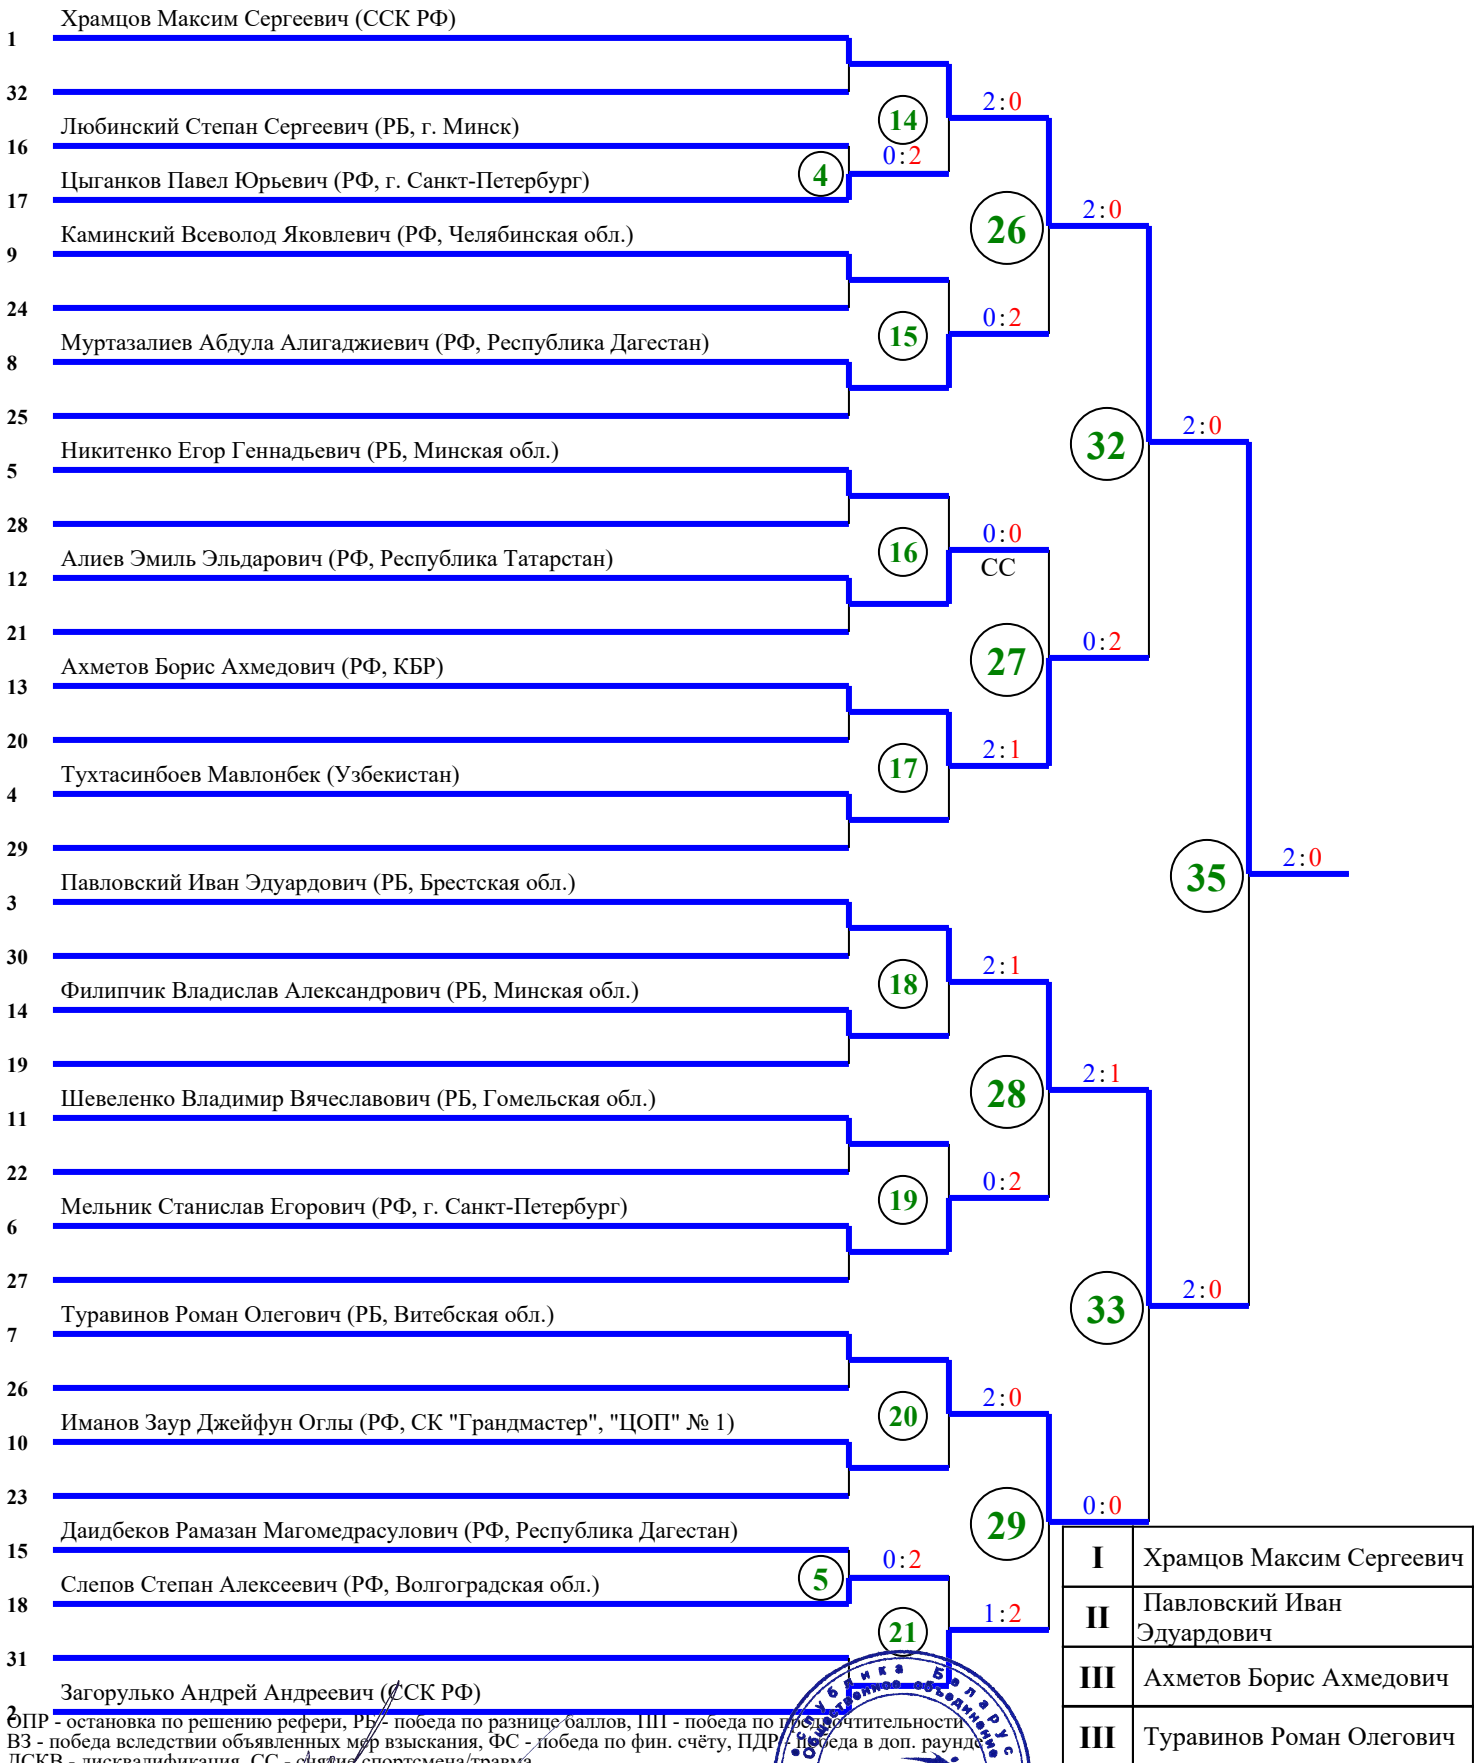 Храмцов Максим Сергеевич (ССК РФ)
1
32
Любинский Степан Сергеевич (РБ, г. Минск)
14
2:0
16
0:2
Цыганков Павел Юрьевич (РФ, г. Санкт-Петербург)
4
17
26
2:0
Каминский Всеволод Яковлевич (РФ, Челябинская обл.)
9
24
0:2
Муртазалиев Абдула Алигаджиевич (РФ, Республика Дагестан)
15
8
25
32
2:0
Никитенко Егор Геннадьевич (РБ, Минская обл.)
5
28
0:0
Алиев Эмиль Эльдарович (РФ, Республика Татарстан)
16
СС
12
21
27
0:2
Ахметов Борис Ахмедович (РФ, КБР)
13
20
2:1
Тухтасинбоев Мавлонбек (Узбекистан)
17
4
29
35
2:0
Павловский Иван Эдуардович (РБ, Брестская обл.)
3
30
2:1
Филипчик Владислав Александрович (РБ, Минская обл.)
18
14
19
28
2:1
Шевеленко Владимир Вячеславович (РБ, Гомельская обл.)
11
22
0:2
Мельник Станислав Егорович (РФ, г. Санкт-Петербург)
19
6
27
33
2:0
Туравинов Роман Олегович (РБ, Витебская обл.)
7
26
2:0
Иманов Заур Джейфун Оглы (РФ, СК "Грандмастер", "ЦОП" № 1)
20
10
23
29
0:0
Даидбеков Рамазан Магомедрасулович (РФ, Республика Дагестан)
15
0:2
I Храмцов Максим Сергеевич
Слепов Степан Алексеевич (РФ, Волгоградская обл.)
5
18
1:2
II Павловский Иван
Эдуардович
21
31
III Ахметов Борис Ахмедович
Загорулько Андрей Андреевич (ССК РФ)
2
III Туравинов Роман Олегович
ОПР - остановка по решению рефери, РБ - победа по разнице баллов, ПП - победа по предпочтительности
ВЗ - победа вследствии объявленных мер взыскания, ФС - победа по фин. счёту, ПДР - победа в доп. раунде
ДСКВ - дисквалификация, СС - снятие спортсмена/травма
Республика Беларусь
Общественное объединение